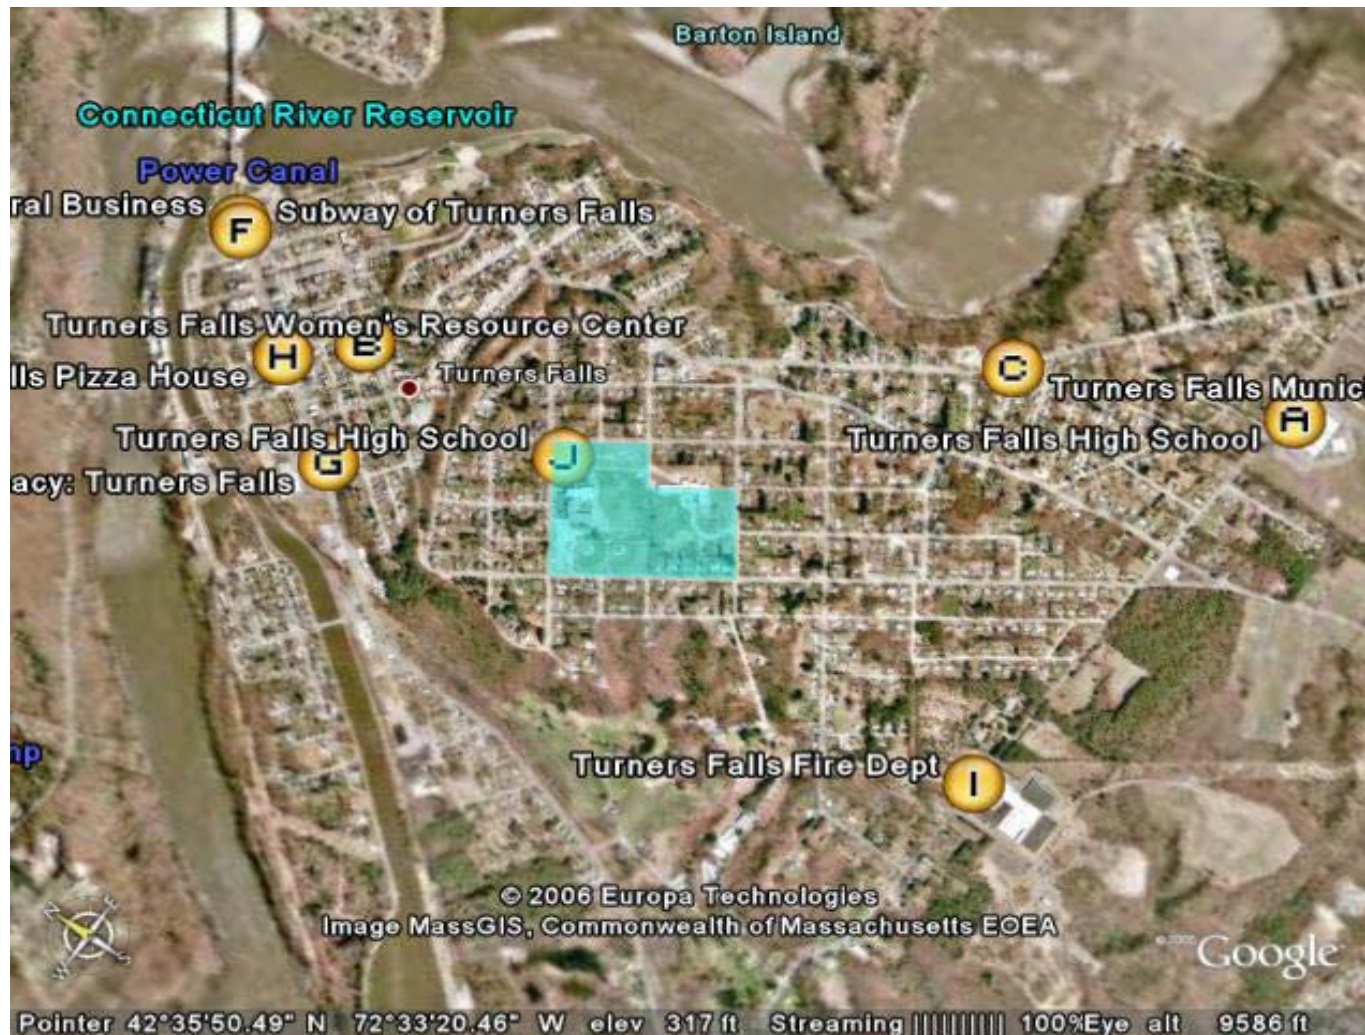 Barton Island
Connecticut River Reservoir
Power Canal
ral Business
F
Subway of Turners Falls
Turners Falls Women's Resource Center
H
B
lls Pizza House
Turners Falls
C
Turners Falls Munic
A
Turners Falls High School
J
Turners Falls High School
G
acy: Turners Falls
np
Turners Falls Fire Dept
I
© 2006 Europa Technologies
Image MassGIS, Commonwealth of Massachusetts EOEA
N
E
W
S
Google
Pointer 42°35'50.49" N 72°33'20.46" W elev 317 ft Streaming |||||||||| 100% Eye alt 9586 ft